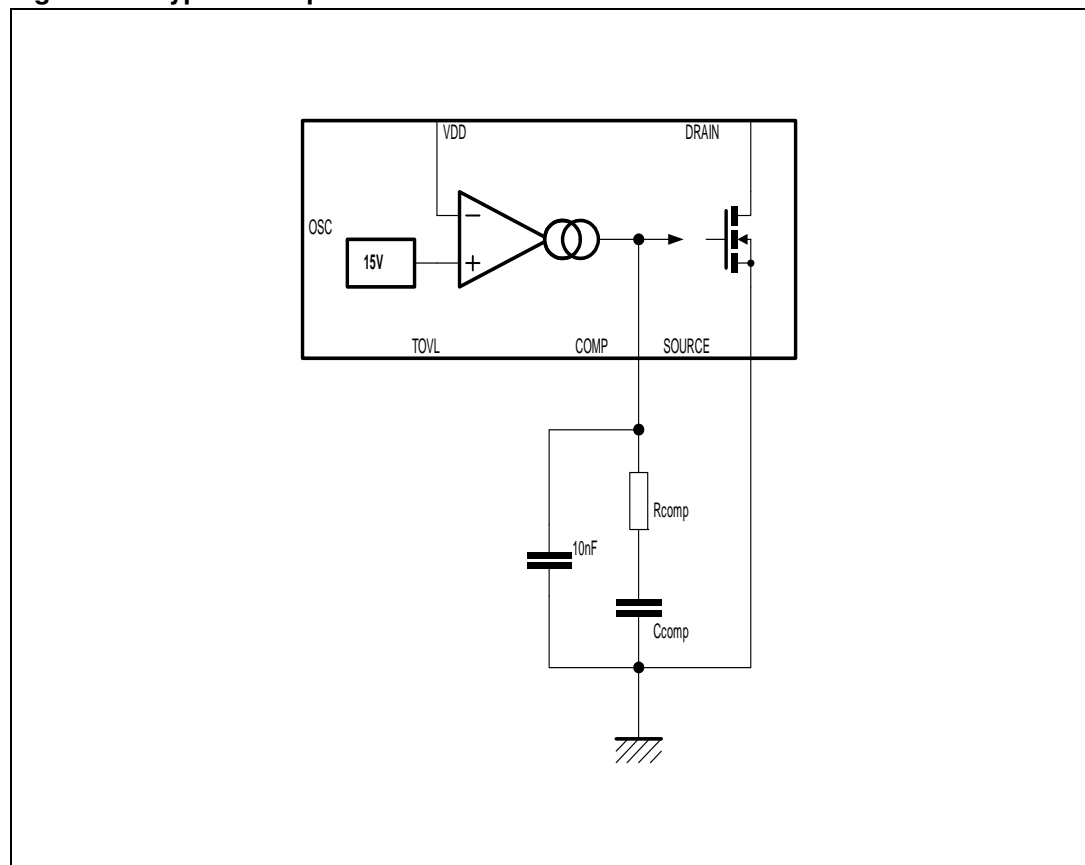 VDD DRAIN
OSC
15V
−
+
TOVL COMP SOURCE
Rcomp
10nF
Ccomp